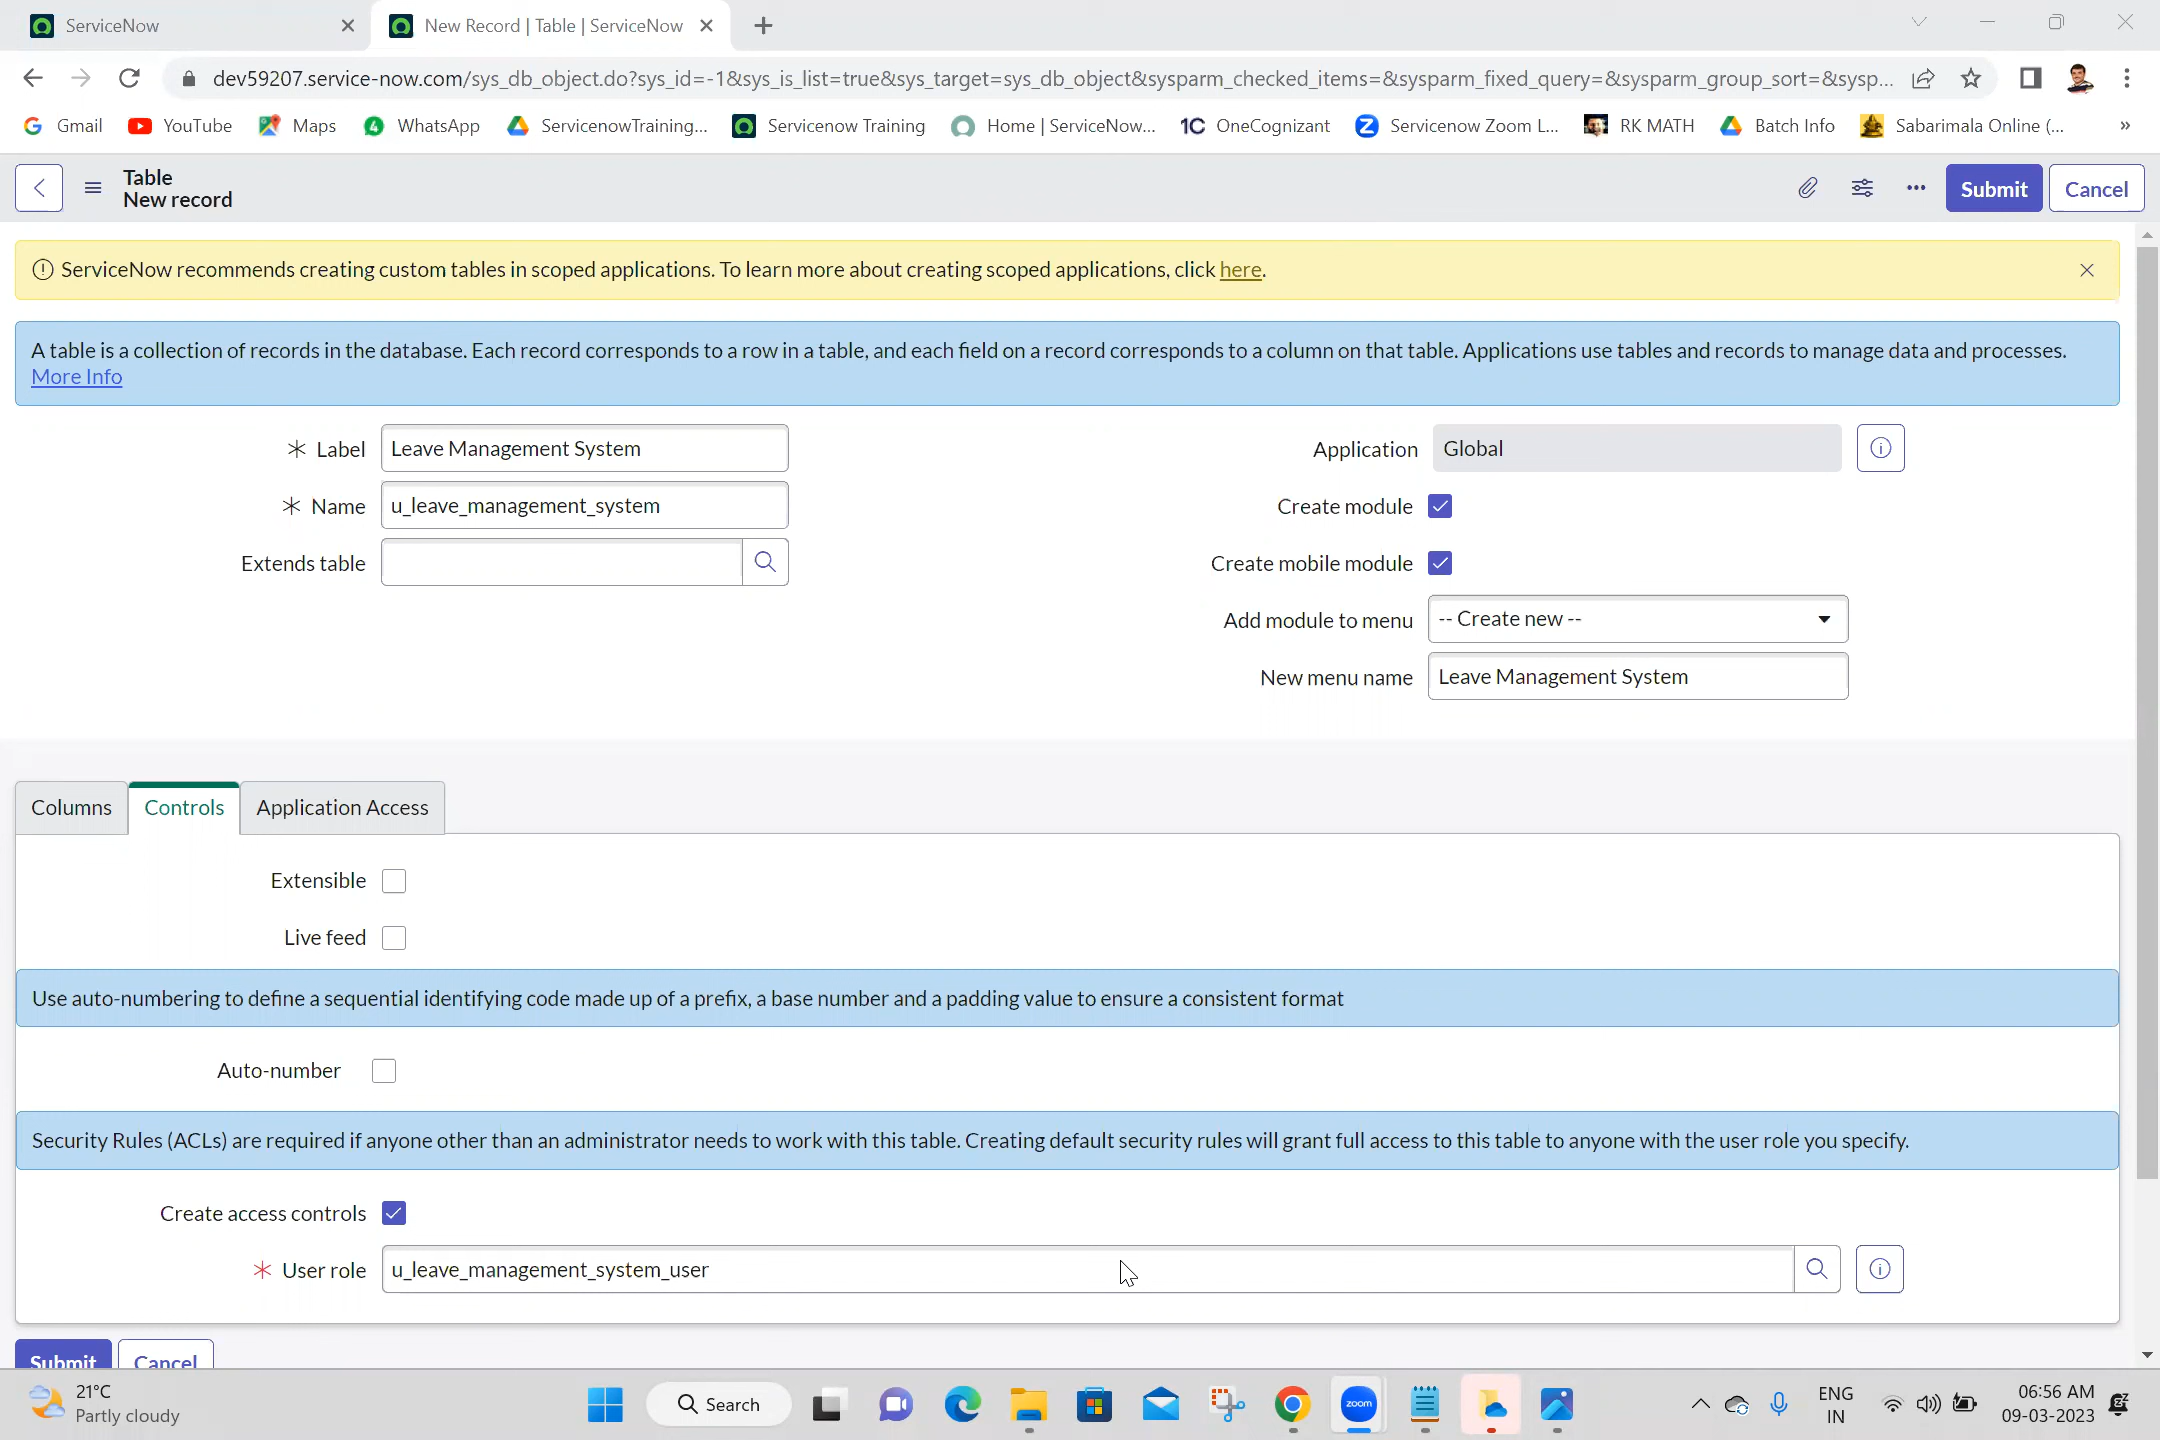 ServiceNow
New Record | Table | ServiceNow
dev59207.service-now.com/sys_db_object.do?sys_id=-1&sys_is_list=true&sys_target=sys_db_object&sysparm_checked_items=&sysparm_fixed_query=&sysparm_group_sort=&sysp...
Gmail YouTube Maps WhatsApp ServicenowTraining... Servicenow Training Home | ServiceNow... 1C OneCognizant Servicenow Zoom L... RK MATH Batch Info Sabarimala Online (... »
Table
New record
Submit Cancel
ServiceNow recommends creating custom tables in scoped applications. To learn more about creating scoped applications, click here.
A table is a collection of records in the database. Each record corresponds to a row in a table, and each field on a record corresponds to a column on that table. Applications use tables and records to manage data and processes.
More Info
Label Leave Management System Application Global
Name u_leave_management_system Create module
Extends table Create mobile module
Add module to menu -- Create new --
New menu name Leave Management System
Columns Controls Application Access
Extensible
Live feed
Use auto-numbering to define a sequential identifying code made up of a prefix, a base number and a padding value to ensure a consistent format
Auto-number
Security Rules (ACLs) are required if anyone other than an administrator needs to work with this table. Creating default security rules will grant full access to this table to anyone with the user role you specify.
Create access controls
User role u_leave_management_system_user
Submit Cancel
21°C
Partly cloudy
Search
zoom
ENG
IN
06:56 AM
09-03-2023